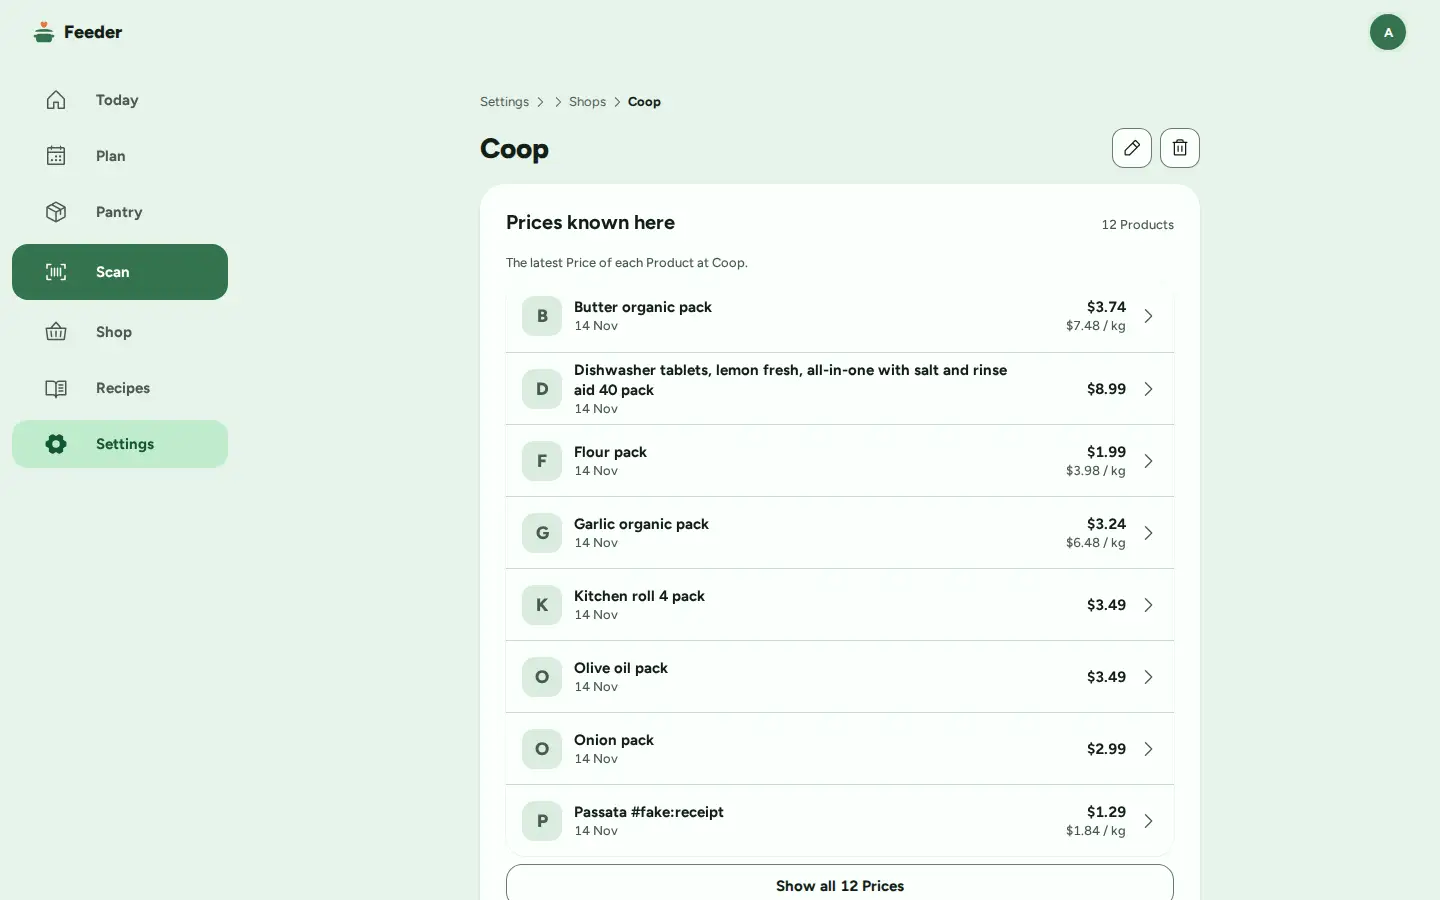 Feeder
A
Today
Plan
Pantry
Scan
Shop
Recipes
Settings
Settings
Shops
Coop
Coop
Prices known here
12 Products
The latest Price of each Product at Coop.
B
Butter organic pack
14 Nov
$3.74
$7.48 / kg
D
Dishwasher tablets, lemon fresh, all-in-one with salt and rinse
aid 40 pack
14 Nov
$8.99
F
Flour pack
14 Nov
$1.99
$3.98 / kg
G
Garlic organic pack
14 Nov
$3.24
$6.48 / kg
K
Kitchen roll 4 pack
14 Nov
$3.49
O
Olive oil pack
14 Nov
$3.49
O
Onion pack
14 Nov
$2.99
P
Passata #fake:receipt
14 Nov
$1.29
$1.84 / kg
Show all 12 Prices